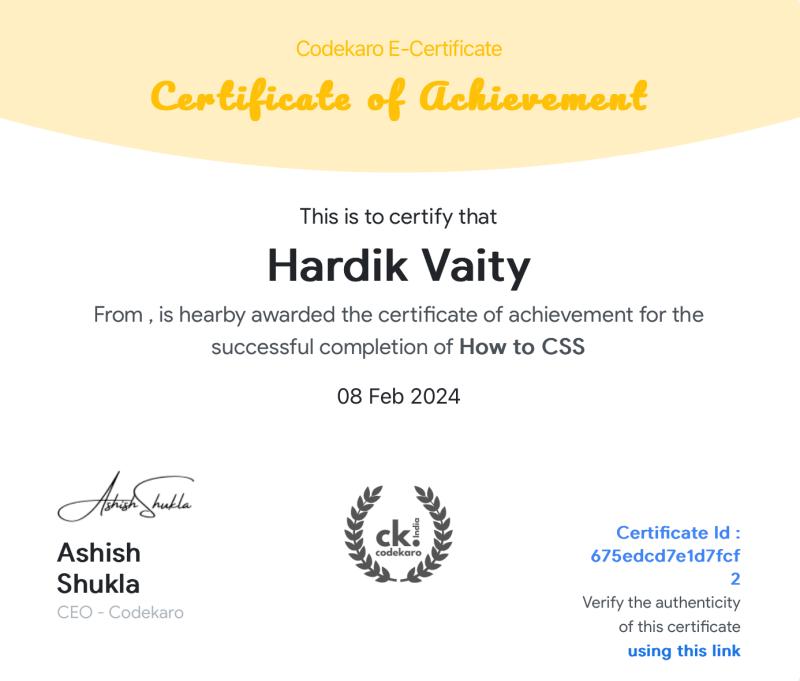 Codekaro E-Certificate
Certificate of Achievement
This is to certify that
Hardik Vaity
From , is hearby awarded the certificate of achievement for the
successful completion of How to CSS
08 Feb 2024
Ashish Shukla
Ashish
Shukla
CEO - Codekaro
ck.
India
codekaro
Certificate Id :
675edcd7e1d7fcf
2
Verify the authenticity
of this certificate
using this link